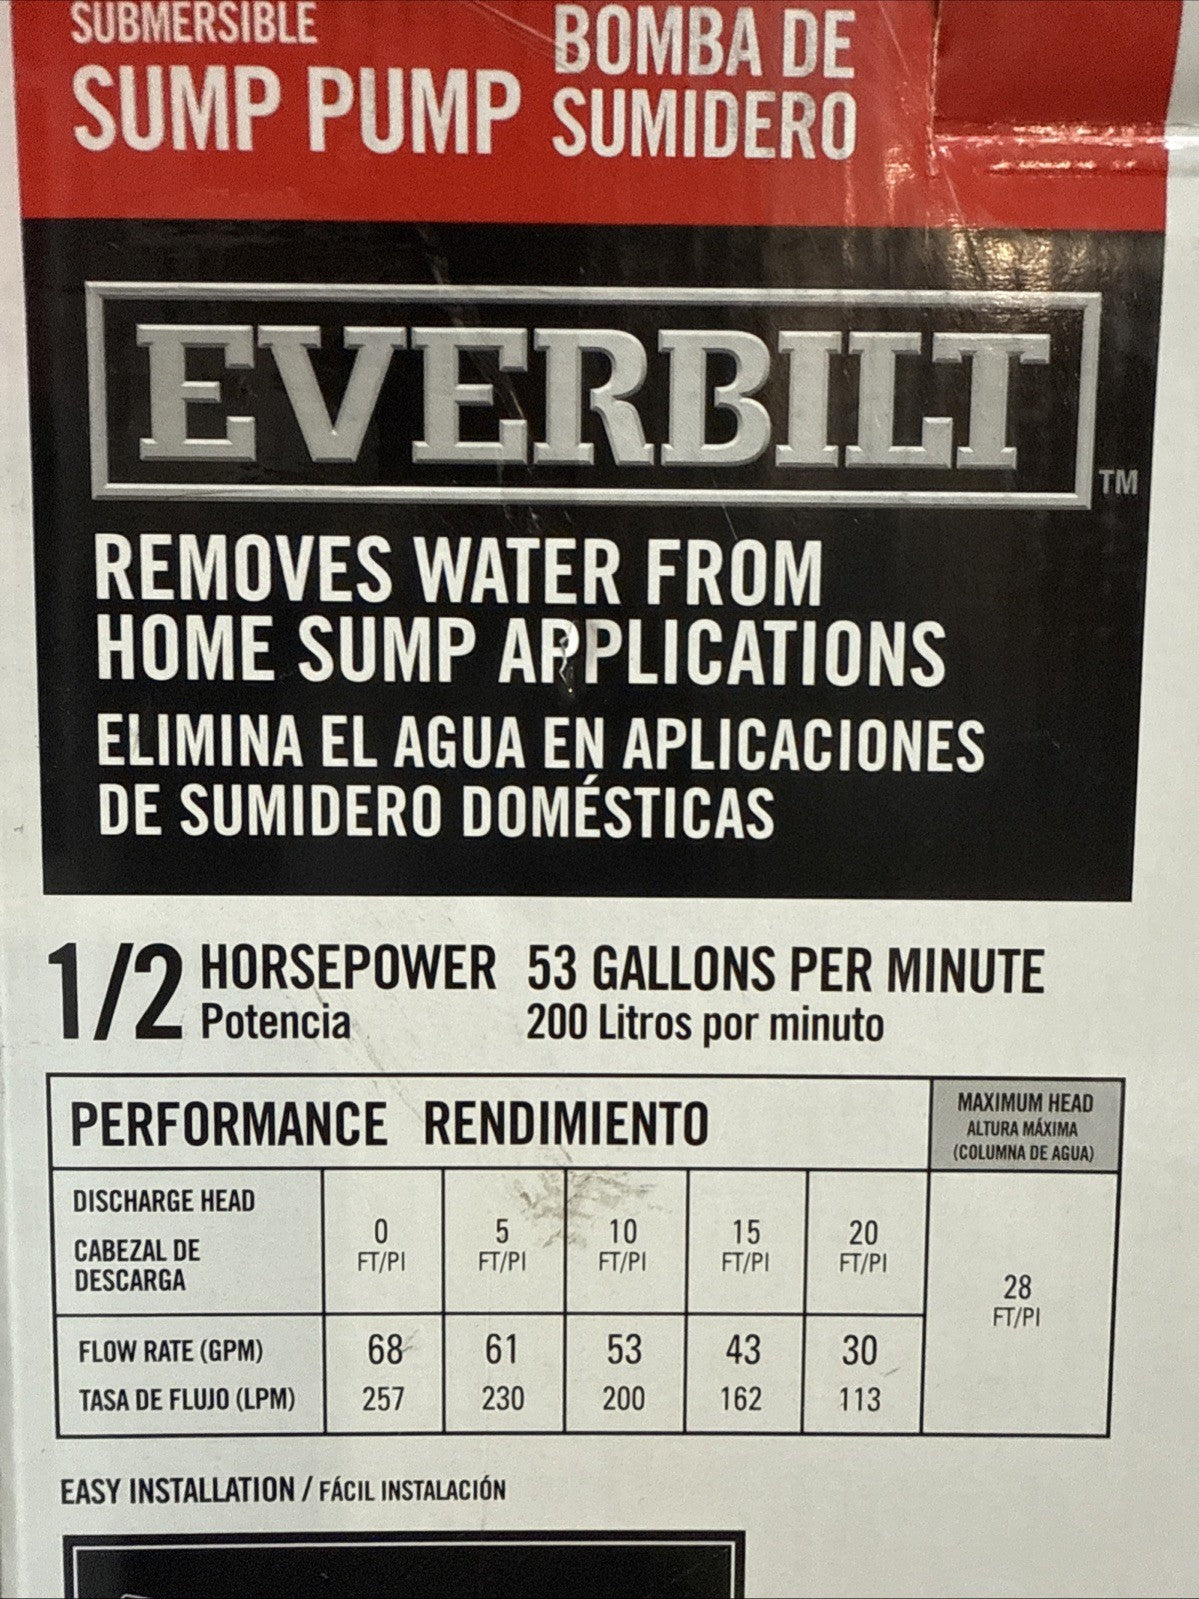 SUBMERSIBLE
SUMP PUMP
BOMBA DE
SUMIDERO
EVERBILT™
REMOVES WATER FROM
HOME SUMP APPLICATIONS
ELIMINA EL AGUA EN APLICACIONES
DE SUMIDERO DOMÉSTICAS
1/2 HORSEPOWER
Potencia
53 GALLONS PER MINUTE
200 Litros por minuto
PERFORMANCE RENDIMIENTO
MAXIMUM HEAD
ALTURA MÁXIMA
(COLUMNA DE AGUA)
DISCHARGE HEAD
CABEZAL DE
DESCARGA
0 5 10 15 20
FT/PI FT/PI FT/PI FT/PI FT/PI
28
FT/PI
FLOW RATE (GPM) 68 61 53 43 30
TASA DE FLUJO (LPM) 257 230 200 162 113
EASY INSTALLATION / FÁCIL INSTALACIÓN